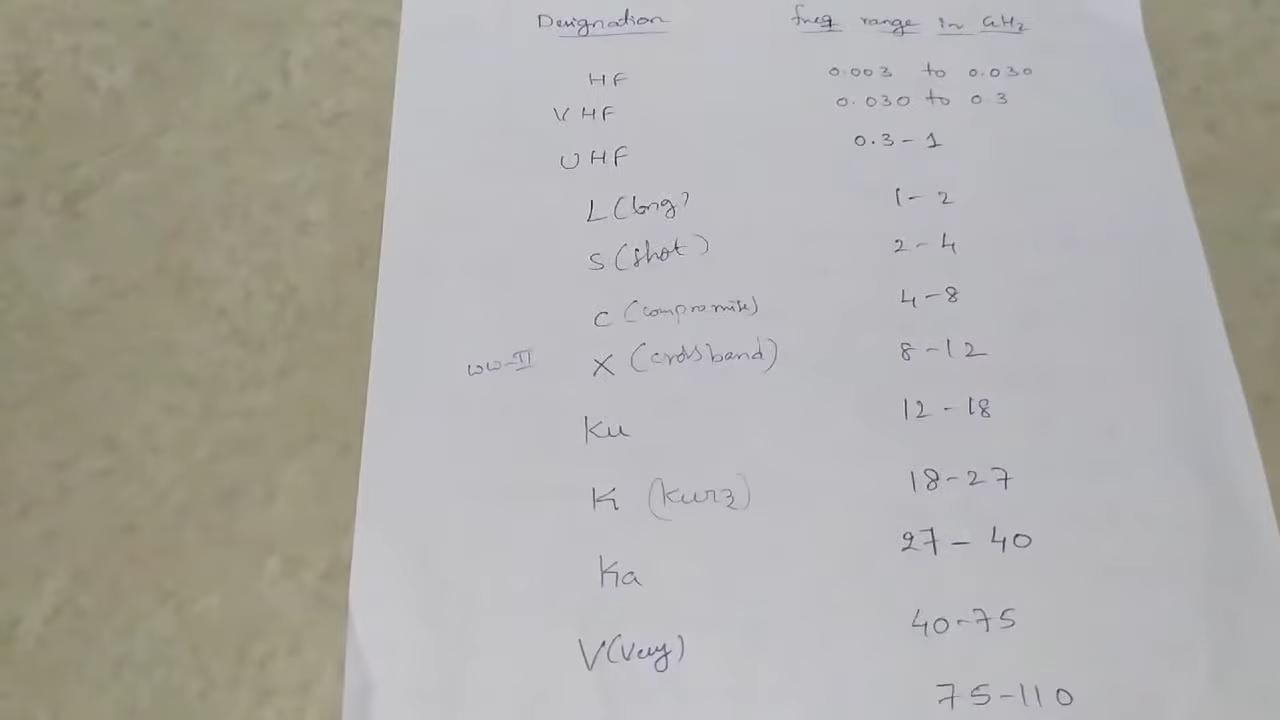 Designation freq range in GHz
HF 0.003 to 0.030
VHF 0.030 to 0.3
UHF 0.3-1
L (long) 1-2
S (shot) 2-4
C (compromise) 4-8
WW-II X (crossband) 8-12
Ku 12-18
K (Kurz) 18-27
Ka 27-40
V (Very) 40-75
75-110